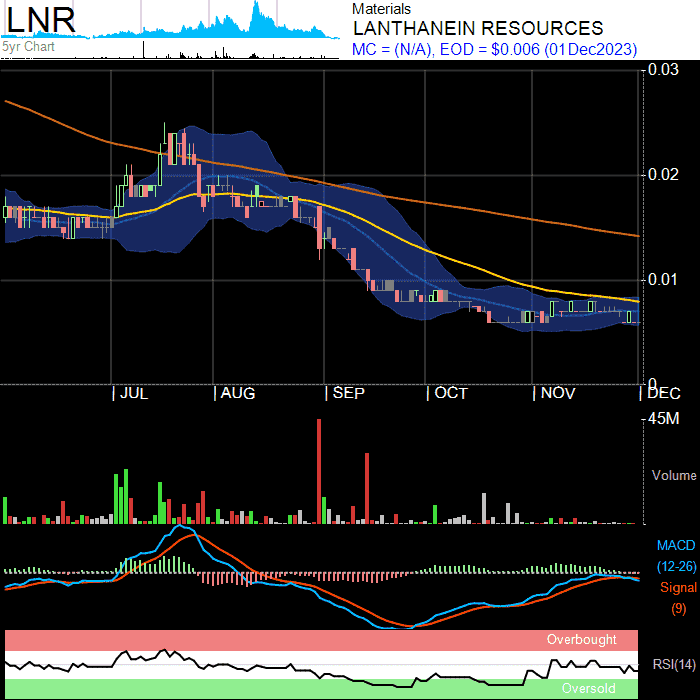 LNR
5yr Chart
Materials
LANTHANEIN RESOURCES
MC = (N/A), EOD = $0.006 (01Dec2023)
0.03
0.02
0.01
0
JUL AUG SEP OCT NOV DEC
45M
Volume
MACD
(12-26)
Signal
(9)
Overbought
RSI(14)
Oversold